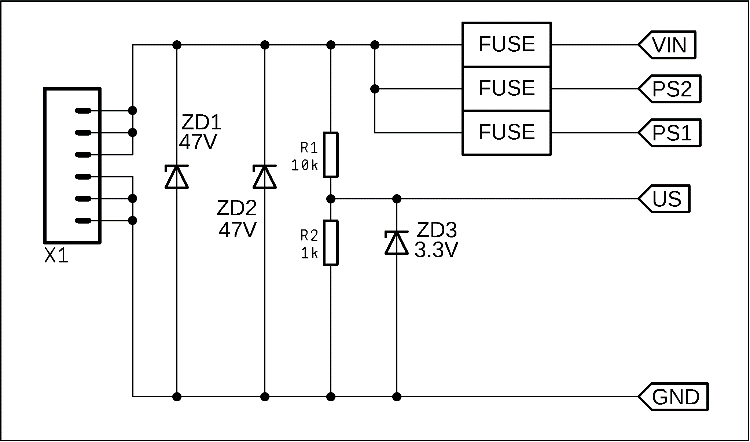 FUSE
VIN
FUSE
PS2
FUSE
PS1
ZD1
47V
R1
10k
US
ZD2
47V
R2
1k
ZD3
3.3V
X1
GND